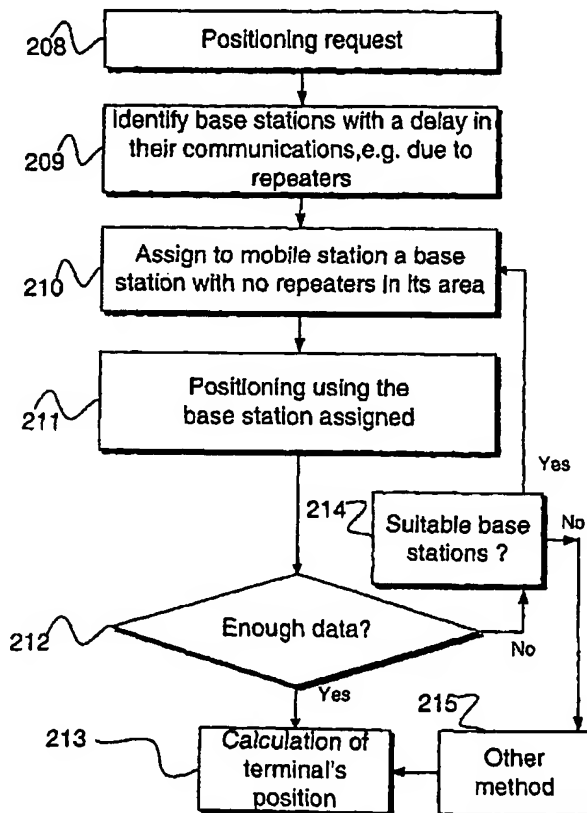 208
Positioning request
209
Identify base stations with a delay in
their communications,e.g. due to
repeaters
210
Assign to mobile station a base
station with no repeaters in its area
211
Positioning using the
base station assigned
Yes
214
Suitable base
stations ?
No
212
Enough data?
No
Yes
213
Calculation of
terminal's
position
215
Other
method